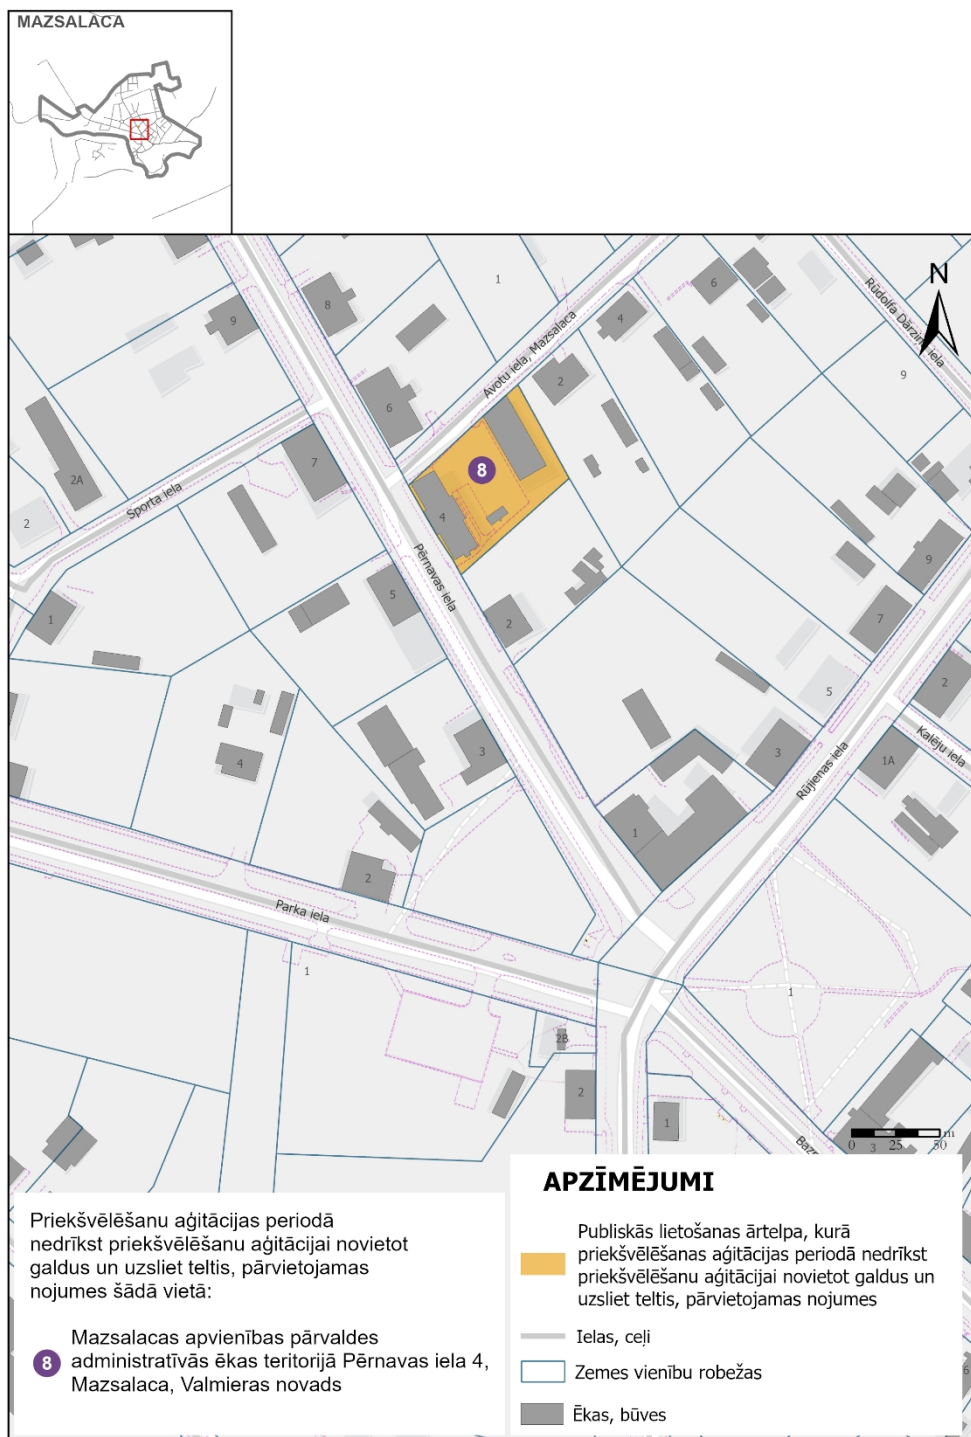 MAZSALACA
N
1
6
8
9
4
Rūdolfa Dārziņa iela
Avotu iela, Mazsalaca
9
2
6
7
8
2A
4
Sporta iela
2
Pērnavas iela
9
5
1
2
7
5
2
3
4
3
Kalēju iela
1A
Rūjienas iela
1
2
Parka iela
1
1
2B
2
1
m
0 25 50
3
6
APZĪMĒJUMI
Publiskās lietošanas ārtelpa, kurā
priekšvēlēšanas aģitācijas periodā nedrīkst
priekšvēlēšanu aģitācijai novietot galdus un
uzsliet teltis, pārvietojamas nojumes
Ielas, ceļi
Zemes vienību robežas
Ēkas, būves
Priekšvēlēšanu aģitācijas periodā
nedrīkst priekšvēlēšanu aģitācijai novietot
galdus un uzsliet teltis, pārvietojamas
nojumes šādā vietā:
8
Mazsalacas apvienības pārvaldes
administratīvās ēkas teritorijā Pērnavas iela 4,
Mazsalaca, Valmieras novads